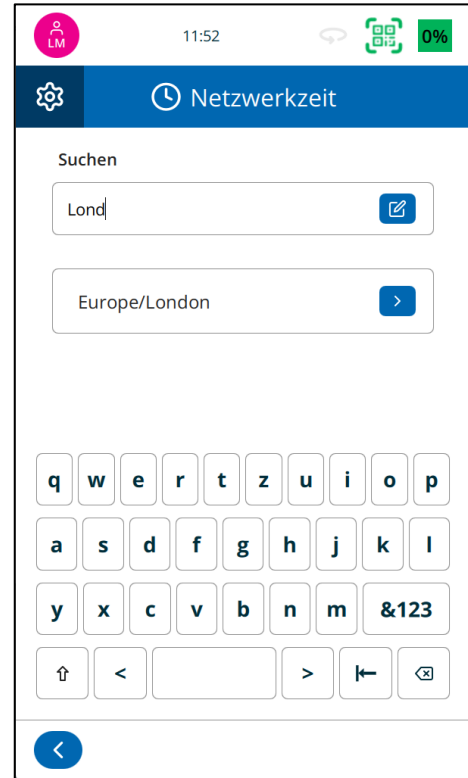 LM 11:52 0%
Netzwerkzeit
Suchen
Lond
Europe/London
q w e r t z u i o p
a s d f g h j k l
y x c v b n m &123
< >